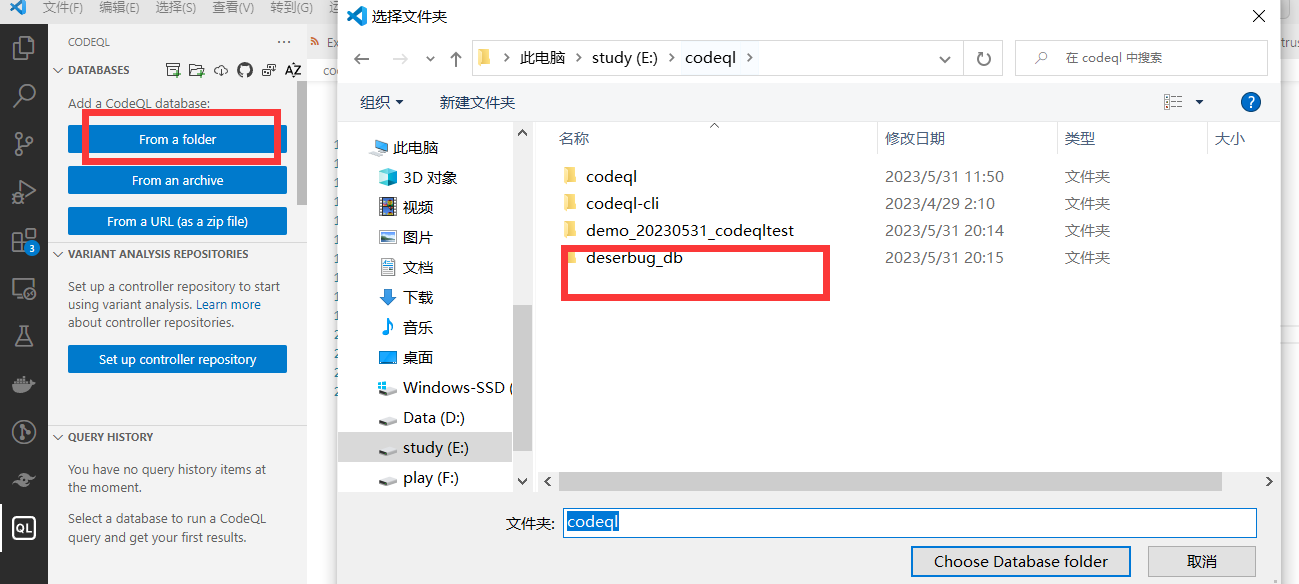 文件(F) 编辑(E) 选择(S) 查看(V) 转到(G) 运
选择文件夹
CODEQL
Ex
DATABASES
Add a CodeQL database:
From a folder
From an archive
From a URL (as a zip file)
VARIANT ANALYSIS REPOSITORIES
Set up a controller repository to start
using variant analysis. Learn more
about controller repositories.
Set up controller repository
QUERY HISTORY
You have no query history items at
the moment.
Select a database to run a CodeQL
query and get your first results.
3
QL
此电脑 study (E:) codeql
在 codeql 中搜索
组织 新建文件夹
?
此电脑
3D 对象
视频
图片
文档
下载
音乐
桌面
Windows-SSD (
Data (D:)
study (E:)
play (F:)
名称 修改日期 类型 大小
codeql 2023/5/31 11:50 文件夹
codeql-cli 2023/4/29 2:10 文件夹
demo_20230531_codeqltest 2023/5/31 20:14 文件夹
deserbug_db 2023/5/31 20:15 文件夹
文件夹: codeql
Choose Database folder 取消